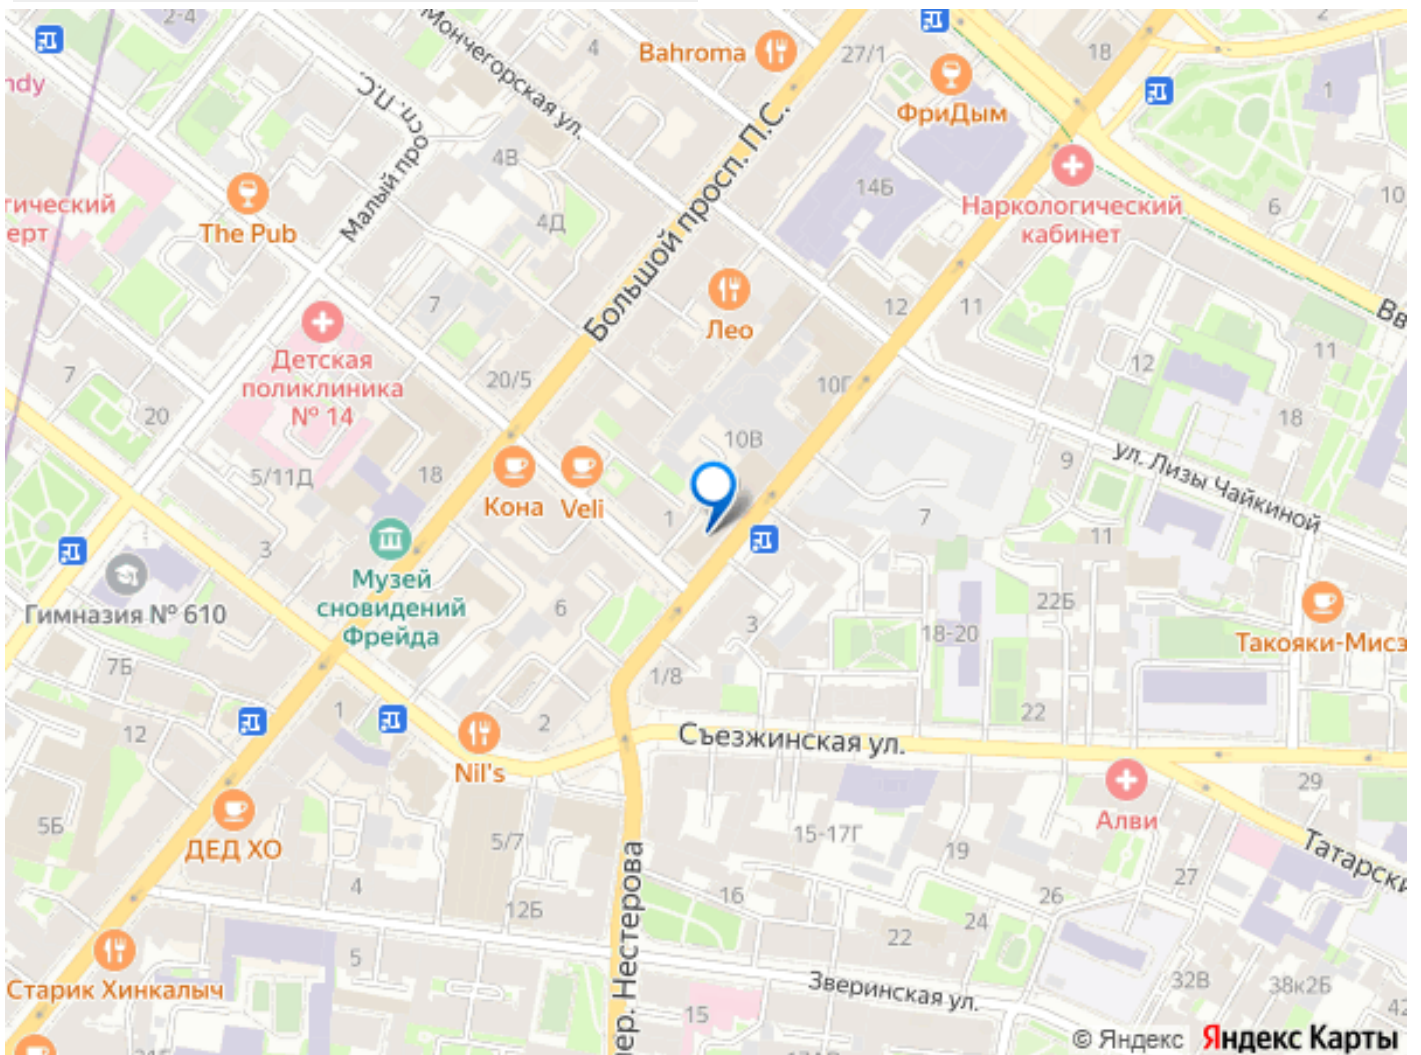 2-4
Мончегорская ул.
4
Bahroma
27/1
ФриДым
18
2
1
ndy
Малый просп. П.С.
4В
4Д
Большой просп. П.С.
14Б
Наркологический
кабинет
6
10
гический
ерт
The Pub
7
Лео
12
11
Вв
Детская
поликлиника
№ 14
7
20
20/5
10Г
12
11
18
5/11Д
18
Кона
Veli
10В
1
9
ул. Лизы Чайкиной
7
11
3
Музей
сновидений
Фрейда
Гимназия № 610
6
3
22Б
18-20
Такояки-Мисэ
7Б
1/8
22
1
2
12
Nil's
Съезжинская ул.
Алви
29
5Б
ДЕД ХО
5/7
15-17Г
19
Татарски
4
12Б
пер. Нестерова
16
26
27
24
22
5
Старик Хинкалыч
Зверинская ул.
32В
38к2Б
42
15
© Яндекс Яндекс Карты